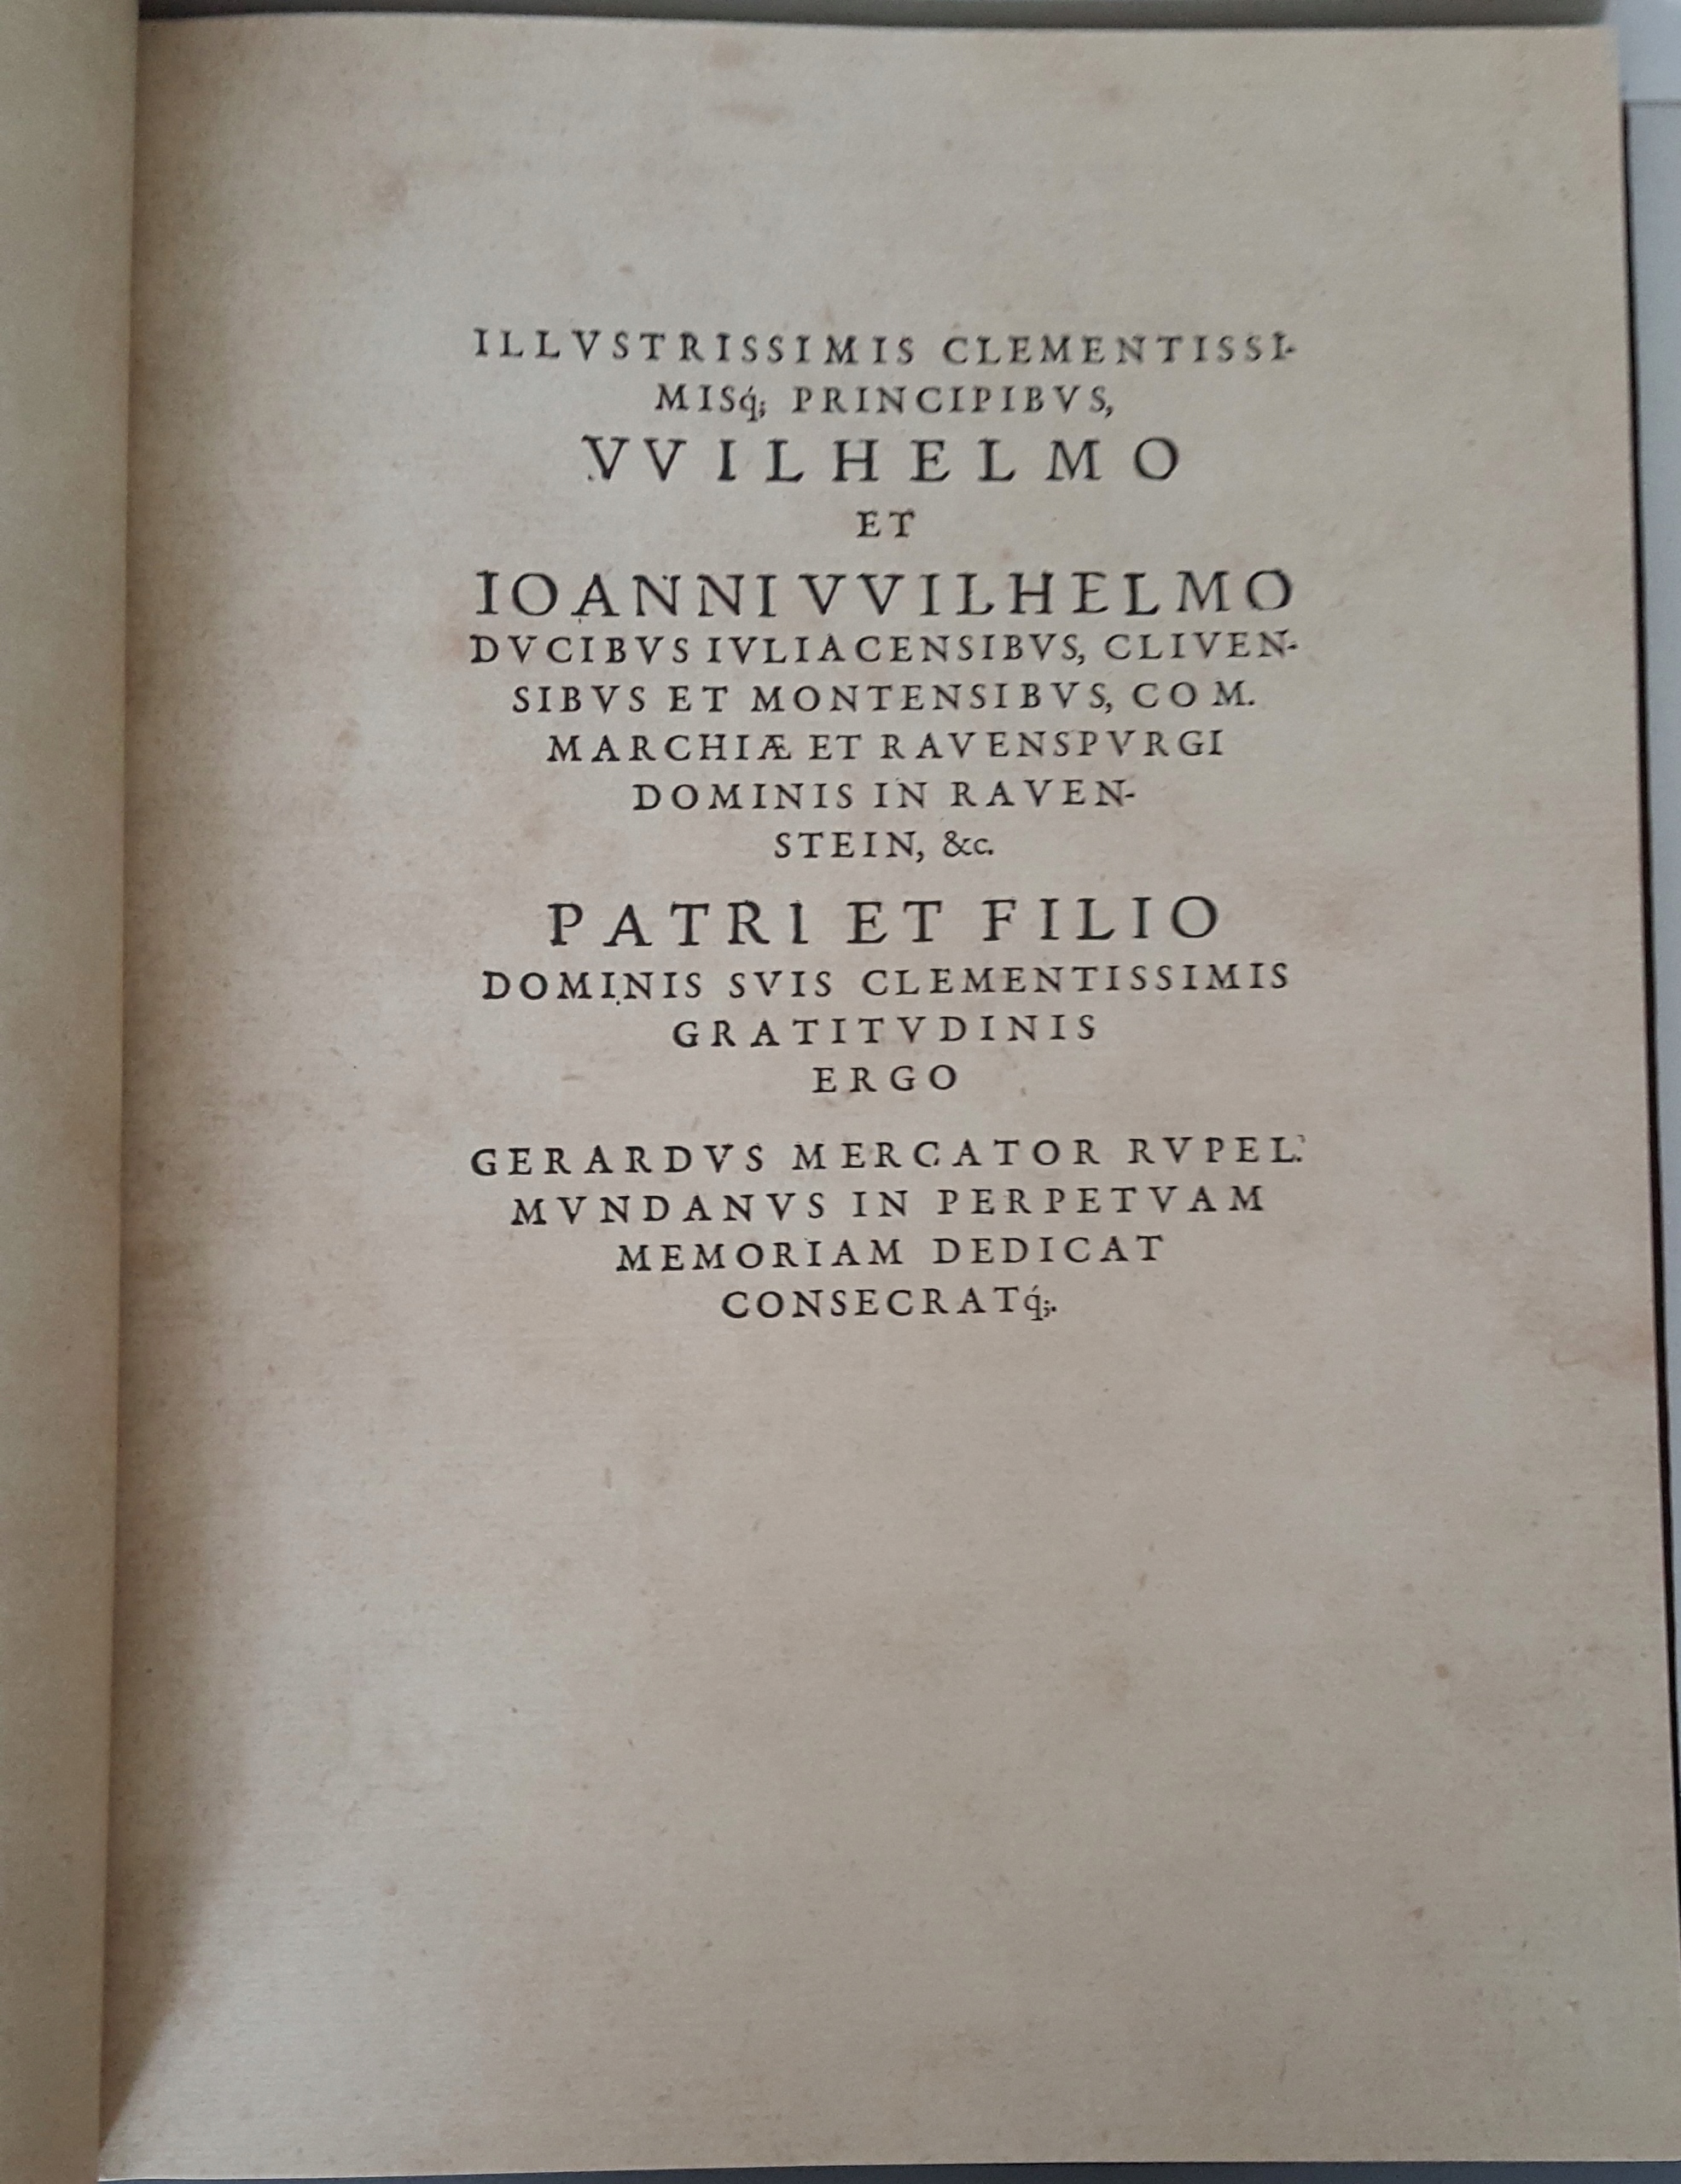 ILLVSTRISSIMIS CLEMENTISSI-
MISq́; PRINCIPIBVS,
VVILHELMO
ET
IOANNI VVILHELMO
DVCIBVS IVLIACENSIBVS, CLIVEN-
SIBVS ET MONTENSIBVS, COM.
MARCHIÆ ET RAVENSPVRGI
DOMINIS IN RAVEN-
STEIN, &c.
PATRI ET FILIO
DOMINIS SVIS CLEMENTISSIMIS
GRATITVDINIS
ERGO
GERARDVS MERCATOR RVPEL.
MVNDANVS IN PERPETVAM
MEMORIAM DEDICAT
CONSECRATq́;.